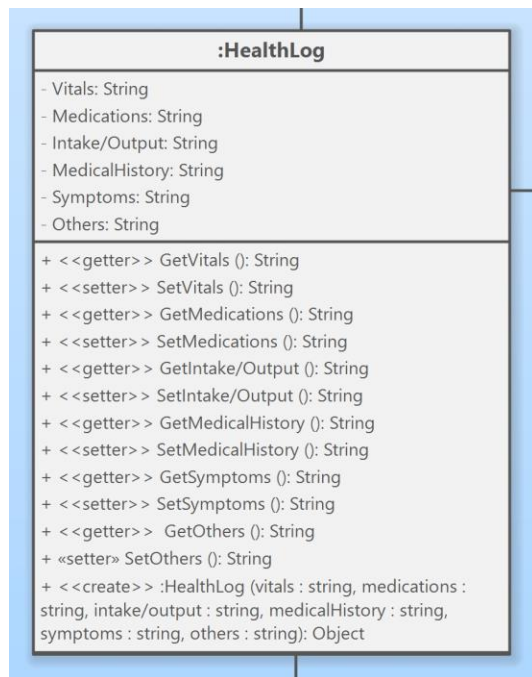 :HealthLog
- Vitals: String
- Medications: String
- Intake/Output: String
- MedicalHistory: String
- Symptoms: String
- Others: String
+ <<getter>> GetVitals (): String
+ <<setter>> SetVitals (): String
+ <<getter>> GetMedications (): String
+ <<setter>> SetMedications (): String
+ <<getter>> GetIntake/Output (): String
+ <<setter>> SetIntake/Output (): String
+ <<getter>> GetMedicalHistory (): String
+ <<setter>> SetMedicalHistory (): String
+ <<getter>> GetSymptoms (): String
+ <<setter>> SetSymptoms (): String
+ <<getter>> GetOthers (): String
+ «setter» SetOthers (): String
+ <<create>> :HealthLog (vitals : string, medications :
string, intake/output : string, medicalHistory : string,
symptoms : string, others : string): Object